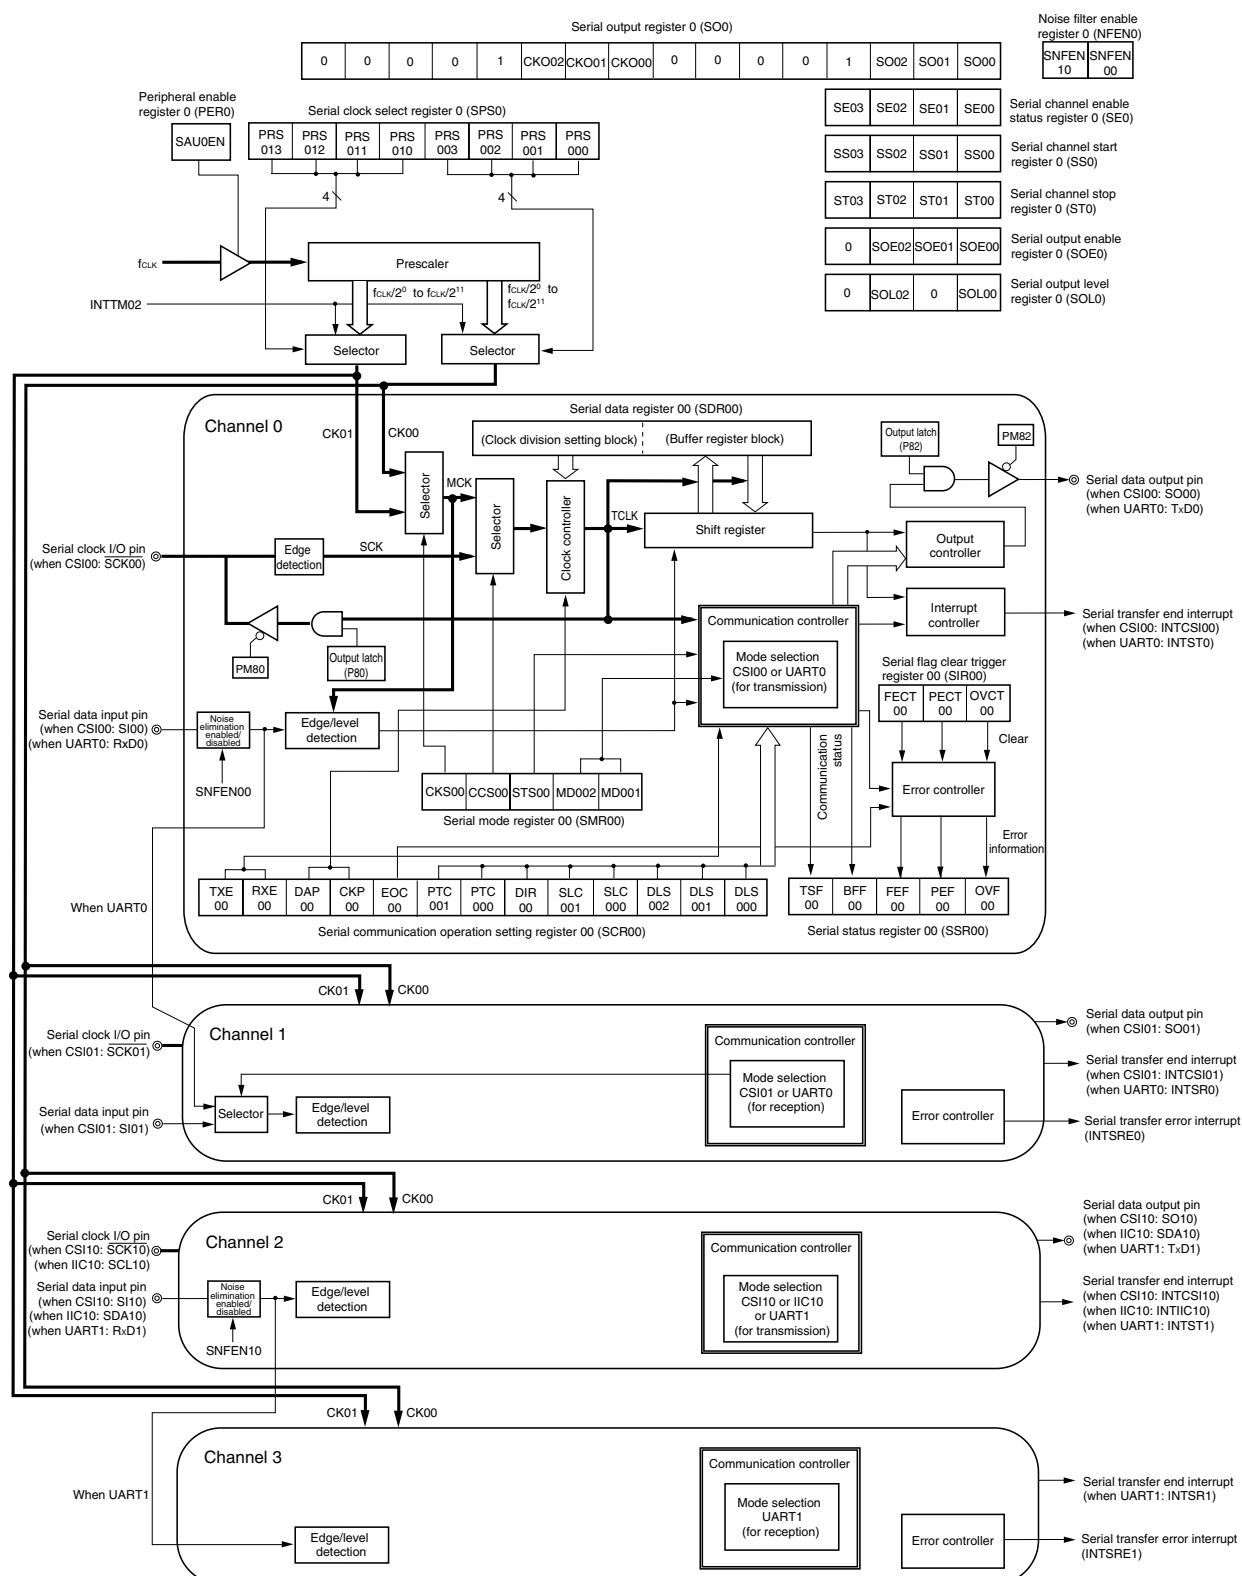 Serial output register 0 (SO0)
0 0 0 0 1 CKO02 CKO01 CKO00 0 0 0 0 1 SO02 SO01 SO00
Noise filter enable
register 0 (NFEN0)
SNFEN 10 SNFEN 00
Peripheral enable
register 0 (PER0)
SAU0EN
Serial clock select register 0 (SPS0)
PRS 013 PRS 012 PRS 011 PRS 010 PRS 003 PRS 002 PRS 001 PRS 000
4 4
SE03 SE02 SE01 SE00
Serial channel enable
status register 0 (SE0)
SS03 SS02 SS01 SS00
Serial channel start
register 0 (SS0)
ST03 ST02 ST01 ST00
Serial channel stop
register 0 (ST0)
0 SOE02 SOE01 SOE00
Serial output enable
register 0 (SOE0)
0 SOL02 0 SOL00
Serial output level
register 0 (SOL0)
fCLK
Prescaler
INTTM02
fCLK/2⁰ to fCLK/2¹¹
fCLK/2⁰ to
fCLK/2¹¹
Selector
Selector
Channel 0
CK01
CK00
Serial data register 00 (SDR00)
(Clock division setting block) (Buffer register block)
Output latch
(P82)
PM82
Serial data output pin
(when CSI00: SO00)
(when UART0: TxD0)
Selector
MCK
Selector
Clock controller
TCLK
Shift register
Output
controller
Serial clock I/O pin
(when CSI00: SCK00)
Edge
detection
SCK
Interrupt
controller
Serial transfer end interrupt
(when CSI00: INTCSI00)
(when UART0: INTST0)
Communication controller
Mode selection
CSI00 or UART0
(for transmission)
PM80
Output latch
(P80)
Serial flag clear trigger
register 00 (SIR00)
FECT 00 PECT 00 OVCT 00
Clear
Serial data input pin
(when CSI00: SI00)
(when UART0: RxD0)
Noise
elimination
enabled/
disabled
SNFEN00
Edge/level
detection
Communication
status
Error controller
Error
information
CKS00 CCS00 STS00 MD002 MD001
Serial mode register 00 (SMR00)
When UART0
TXE 00 RXE 00 DAP 00 CKP 00 EOC 00 PTC 001 PTC 000 DIR 00 SLC 001 SLC 000 DLS 002 DLS 001 DLS 000
Serial communication operation setting register 00 (SCR00)
TSF 00 BFF 00 FEF 00 PEF 00 OVF 00
Serial status register 00 (SSR00)
CK01 CK00
Channel 1
Serial clock I/O pin
(when CSI01: SCK01)
Serial data input pin
(when CSI01: SI01)
Selector
Edge/level
detection
Communication controller
Mode selection
CSI01 or UART0
(for reception)
Error controller
Serial data output pin
(when CSI01: SO01)
Serial transfer end interrupt
(when CSI01: INTCSI01)
(when UART0: INTSR0)
Serial transfer error interrupt
(INTSRE0)
CK01 CK00
Channel 2
Serial clock I/O pin
(when CSI10: SCK10)
(when IIC10: SCL10)
Serial data input pin
(when CSI10: SI10)
(when IIC10: SDA10)
(when UART1: RxD1)
Noise
elimination
enabled/
disabled
SNFEN10
Edge/level
detection
Communication controller
Mode selection
CSI10 or IIC10
or UART1
(for transmission)
Serial data output pin
(when CSI10: SO10)
(when IIC10: SDA10)
(when UART1: TxD1)
Serial transfer end interrupt
(when CSI10: INTCSI10)
(when IIC10: INTIIC10)
(when UART1: INTST1)
CK01 CK00
Channel 3
When UART1
Edge/level
detection
Communication controller
Mode selection
UART1
(for reception)
Error controller
Serial transfer end interrupt
(when UART1: INTSR1)
Serial transfer error interrupt
(INTSRE1)